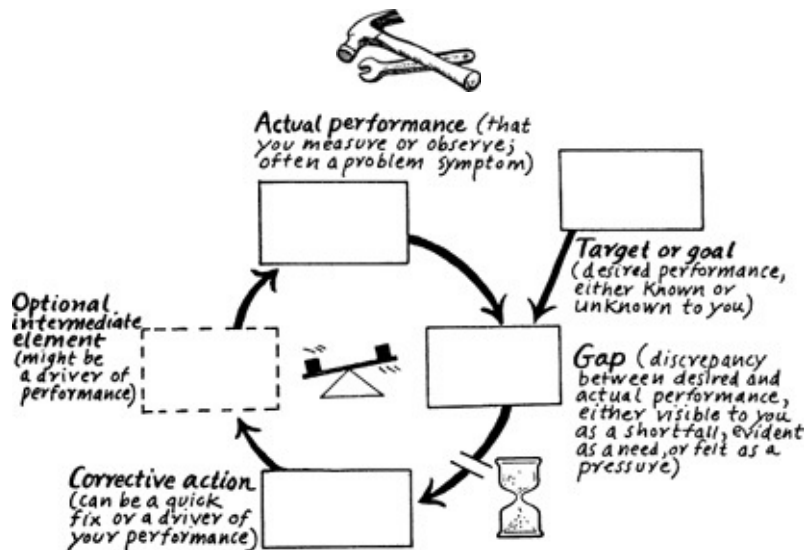 Actual performance (that
you measure or observe;
often a problem symptom)
Target or goal
(desired performance,
either known or
unknown to you)
Optional
intermediate
element
(might be
a driver of
performance)
Gap (discrepancy
between desired and
actual performance,
either visible to you
as a shortfall, evident
as a need, or felt as a
pressure)
Corrective action
(can be a quick
fix or a driver of
your performance)